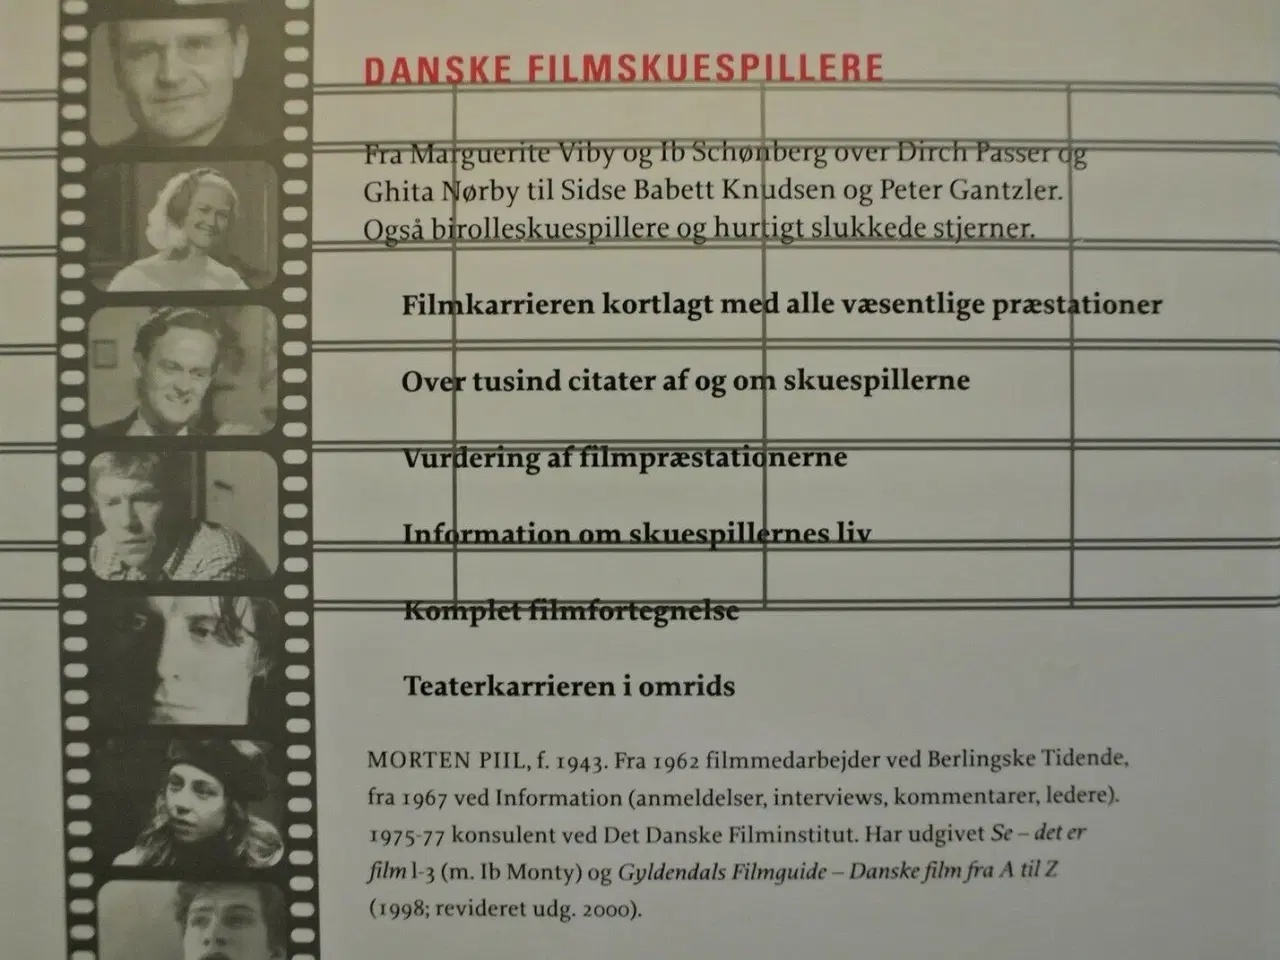 DANSKE FILMSKUESPILLERE
Fra Marguerite Viby og Ib Schønberg over Dirch Passer og
Ghita Nørby til Sidse Babett Knudsen og Peter Gantzler.
Også birolleskuespillere og hurtigt slukkede stjerner.
Filmkarrieren kortlagt med alle væsentlige præstationer
Over tusind citater af og om skuespillerne
Vurdering af filmpræstationerne
Information om skuespillernes liv
Komplet filmfortegnelse
Teaterkarrieren i omrids
MORTEN PIIL, f. 1943. Fra 1962 filmmedarbejder ved Berlingske Tidende,
fra 1967 ved Information (anmeldelser, interviews, kommentarer, ledere).
1975-77 konsulent ved Det Danske Filminstitut. Har udgivet Se – det er
film 1-3 (m. Ib Monty) og Gyldendals Filmguide – Danske film fra A til Z
(1998; revideret udg. 2000).